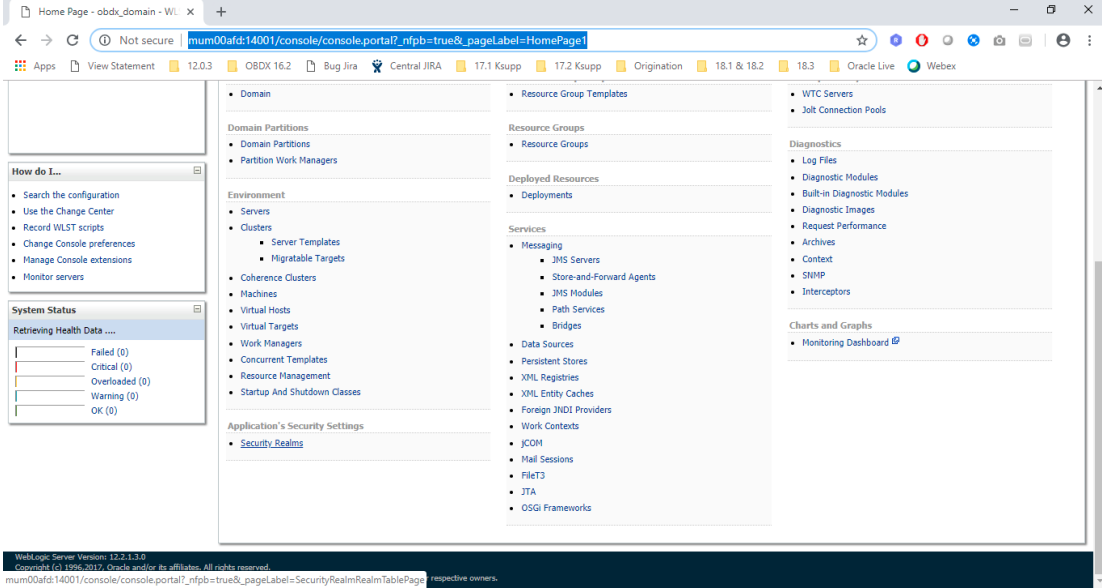 Home Page - obdx_domain - WL
Not secure | mum00afd:14001/console/console.portal?_nfpb=true&_pageLabel=HomePage1
Apps View Statement 12.0.3 OBDX 16.2 Bug Jira Central JIRA 17.1 Ksupp 17.2 Ksupp Origination 18.1 & 18.2 18.3 Oracle Live Webex
How do I...
Search the configuration
Use the Change Center
Record WLST scripts
Change Console preferences
Manage Console extensions
Monitor servers
System Status
Retrieving Health Data ....
Failed (0)
Critical (0)
Overloaded (0)
Warning (0)
OK (0)
Domain
Domain Partitions
Domain Partitions
Partition Work Managers
Environment
Servers
Clusters
Server Templates
Migratable Targets
Coherence Clusters
Machines
Virtual Hosts
Virtual Targets
Work Managers
Concurrent Templates
Resource Management
Startup And Shutdown Classes
Application's Security Settings
Security Realms
Resource Group Templates
Resource Groups
Resource Groups
Deployed Resources
Deployments
Services
Messaging
JMS Servers
Store-and-Forward Agents
JMS Modules
Path Services
Bridges
Data Sources
Persistent Stores
XML Registries
XML Entity Caches
Foreign JNDI Providers
Work Contexts
jCOM
Mail Sessions
FileT3
JTA
OSGi Frameworks
WTC Servers
Jolt Connection Pools
Diagnostics
Log Files
Diagnostic Modules
Built-in Diagnostic Modules
Diagnostic Images
Request Performance
Archives
Context
SNMP
Interceptors
Charts and Graphs
Monitoring Dashboard
WebLogic Server Version: 12.2.1.3.0
Copyright (c) 1996,2017, Oracle and/or its affiliates. All rights reserved.
mum00afd:14001/console/console.portal?_nfpb=true&_pageLabel=SecurityRealmRealmTablePage respective owners.